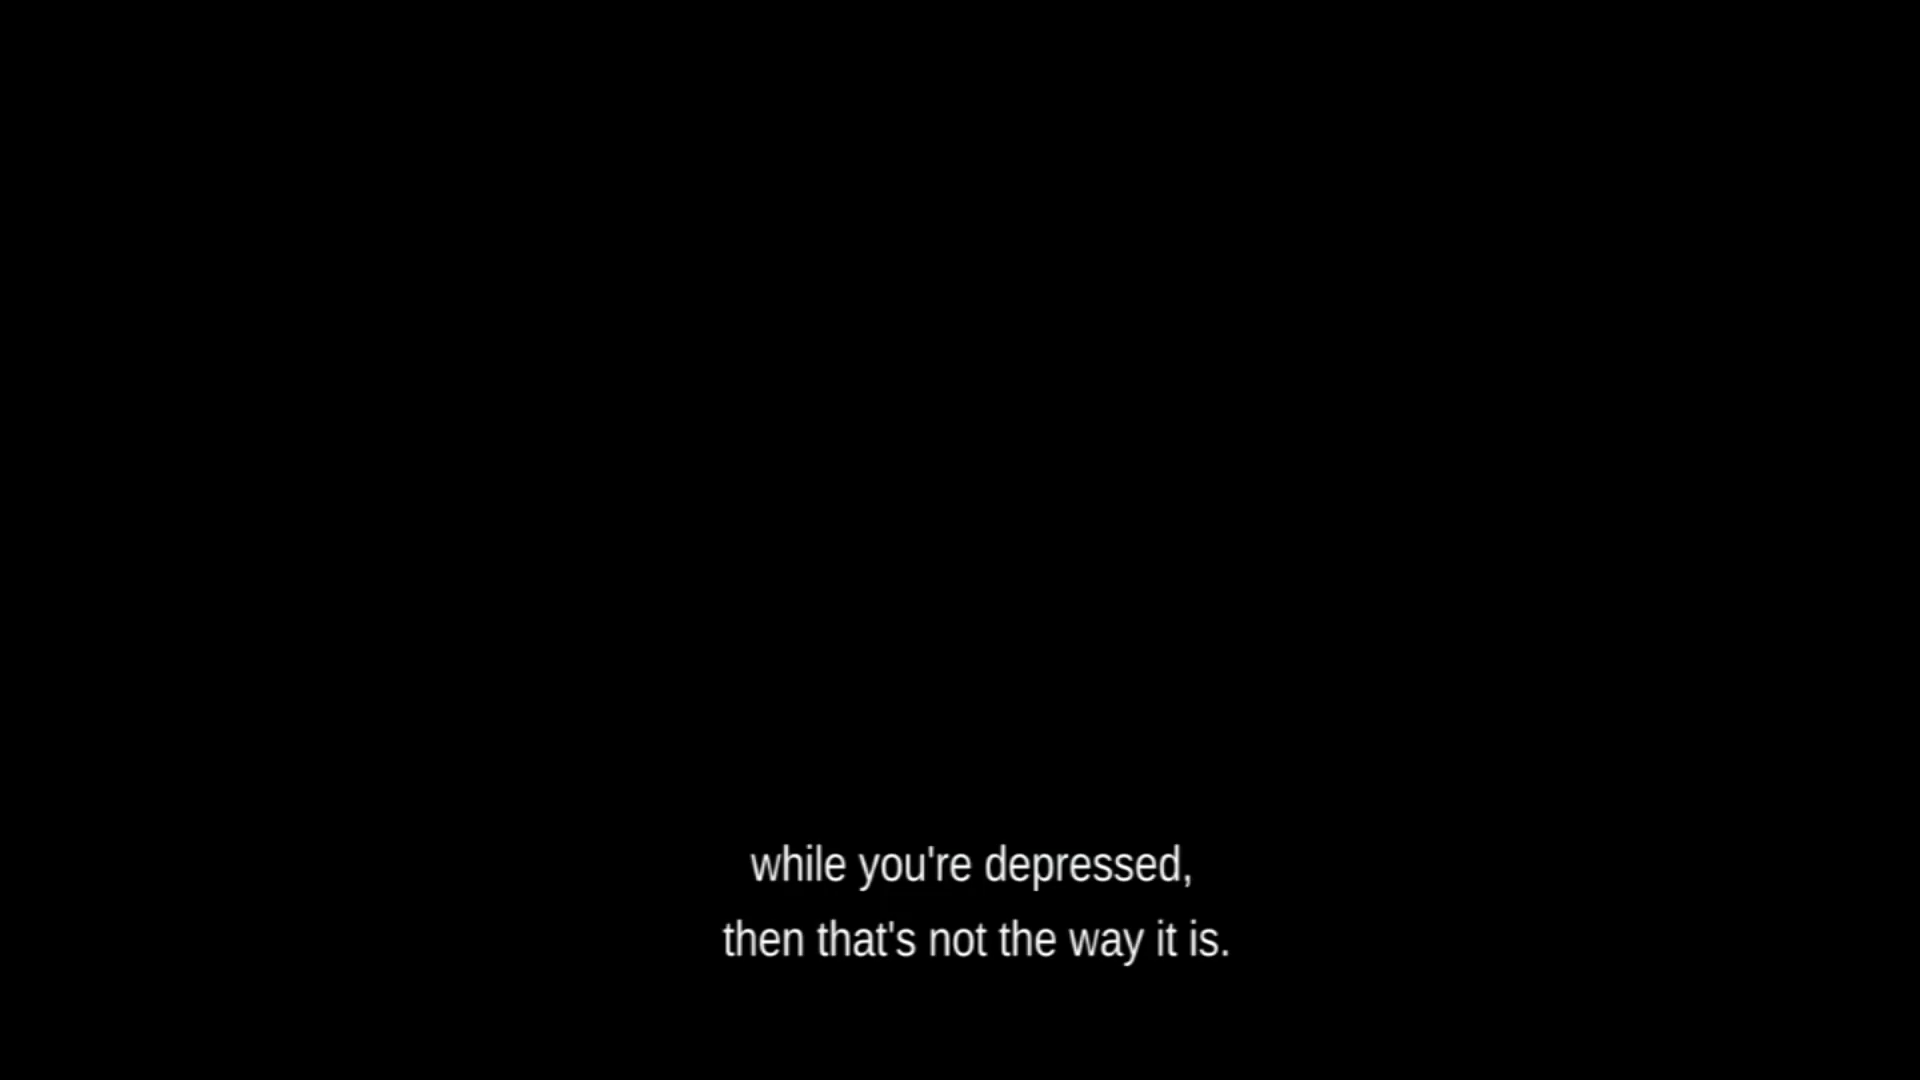 while you're depressed,
then that's not the way it is.